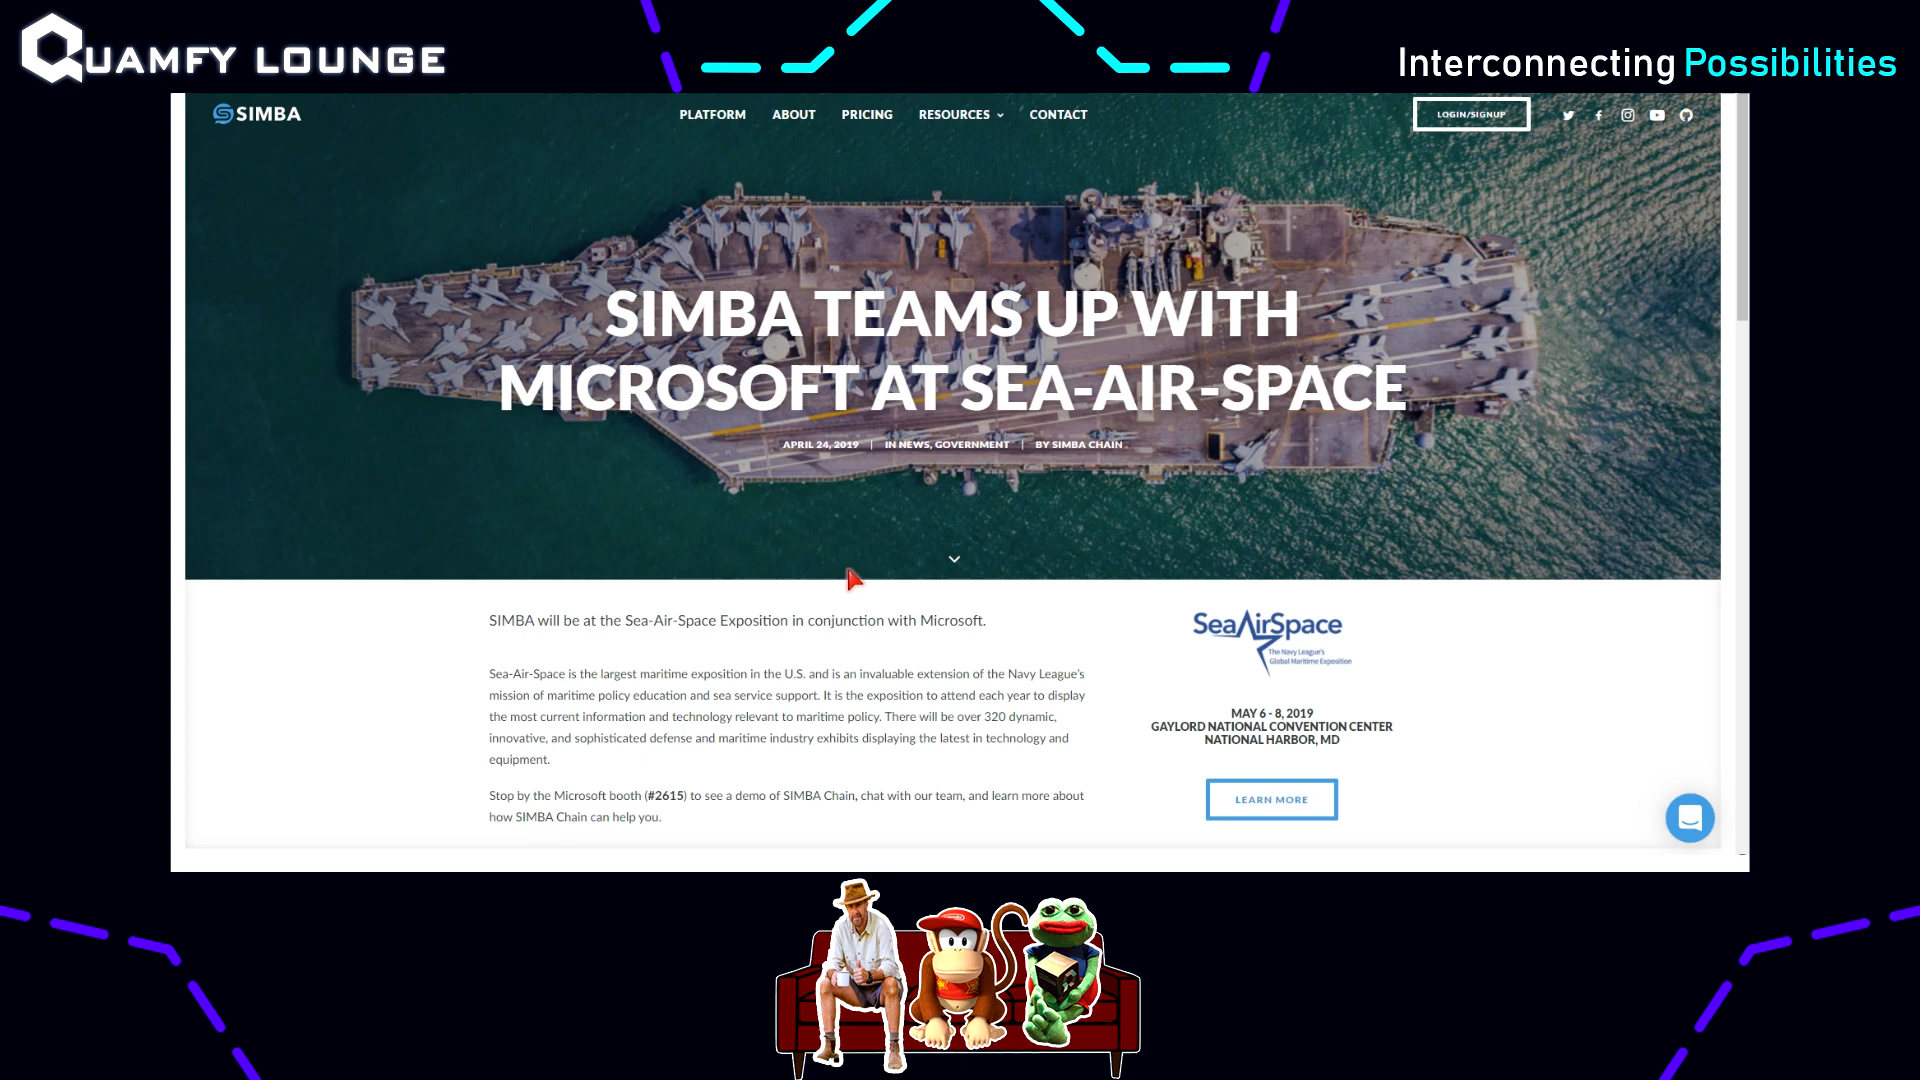 QUAMFY LOUNGE
Interconnecting Possibilities
SIMBA
PLATFORM ABOUT PRICING RESOURCES CONTACT
LOGIN/SIGNUP
SIMBA TEAMS UP WITH
MICROSOFT AT SEA-AIR-SPACE
APRIL 24, 2019 | IN NEWS, GOVERNMENT | BY SIMBA CHAIN
SIMBA will be at the Sea-Air-Space Exposition in conjunction with Microsoft.
Sea-Air-Space is the largest maritime exposition in the U.S. and is an invaluable extension of the Navy League's
mission of maritime policy education and sea service support. It is the exposition to attend each year to display
the most current information and technology relevant to maritime policy. There will be over 320 dynamic,
innovative, and sophisticated defense and maritime industry exhibits displaying the latest in technology and
equipment.
Stop by the Microsoft booth (#2615) to see a demo of SIMBA Chain, chat with our team, and learn more about
how SIMBA Chain can help you.
SeaAirSpace
The Navy League's
Global Maritime Exposition
MAY 6 - 8, 2019
GAYLORD NATIONAL CONVENTION CENTER
NATIONAL HARBOR, MD
LEARN MORE